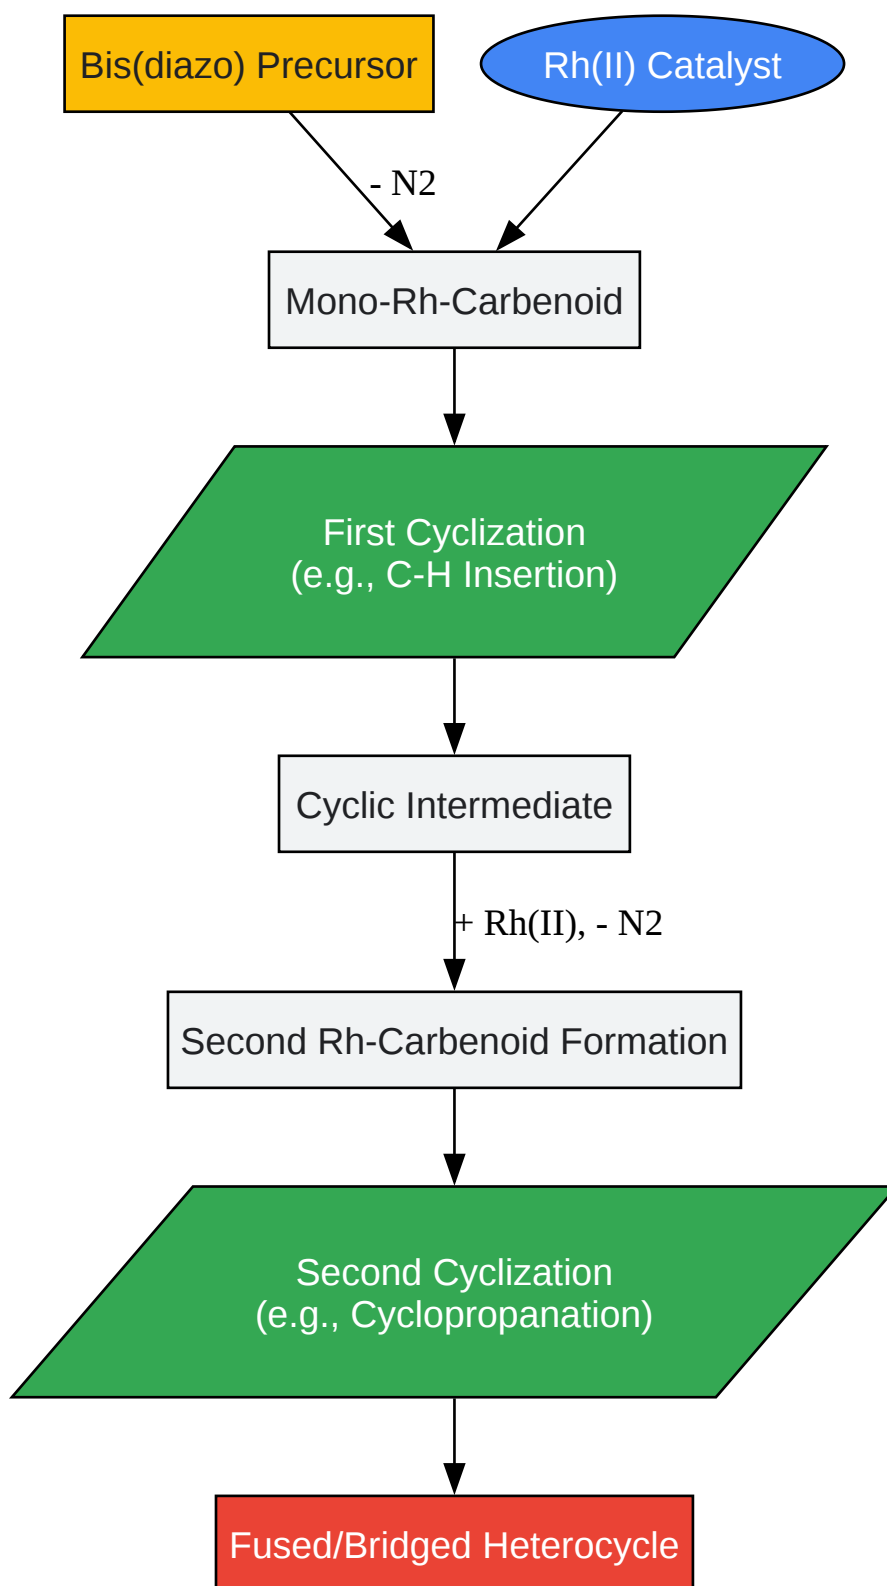 Bis(diazo) Precursor
Rh(II) Catalyst
- N2
Mono-Rh-Carbenoid
First Cyclization
(e.g., C-H Insertion)
Cyclic Intermediate
+ Rh(II), - N2
Second Rh-Carbenoid Formation
Second Cyclization
(e.g., Cyclopropanation)
Fused/Bridged Heterocycle